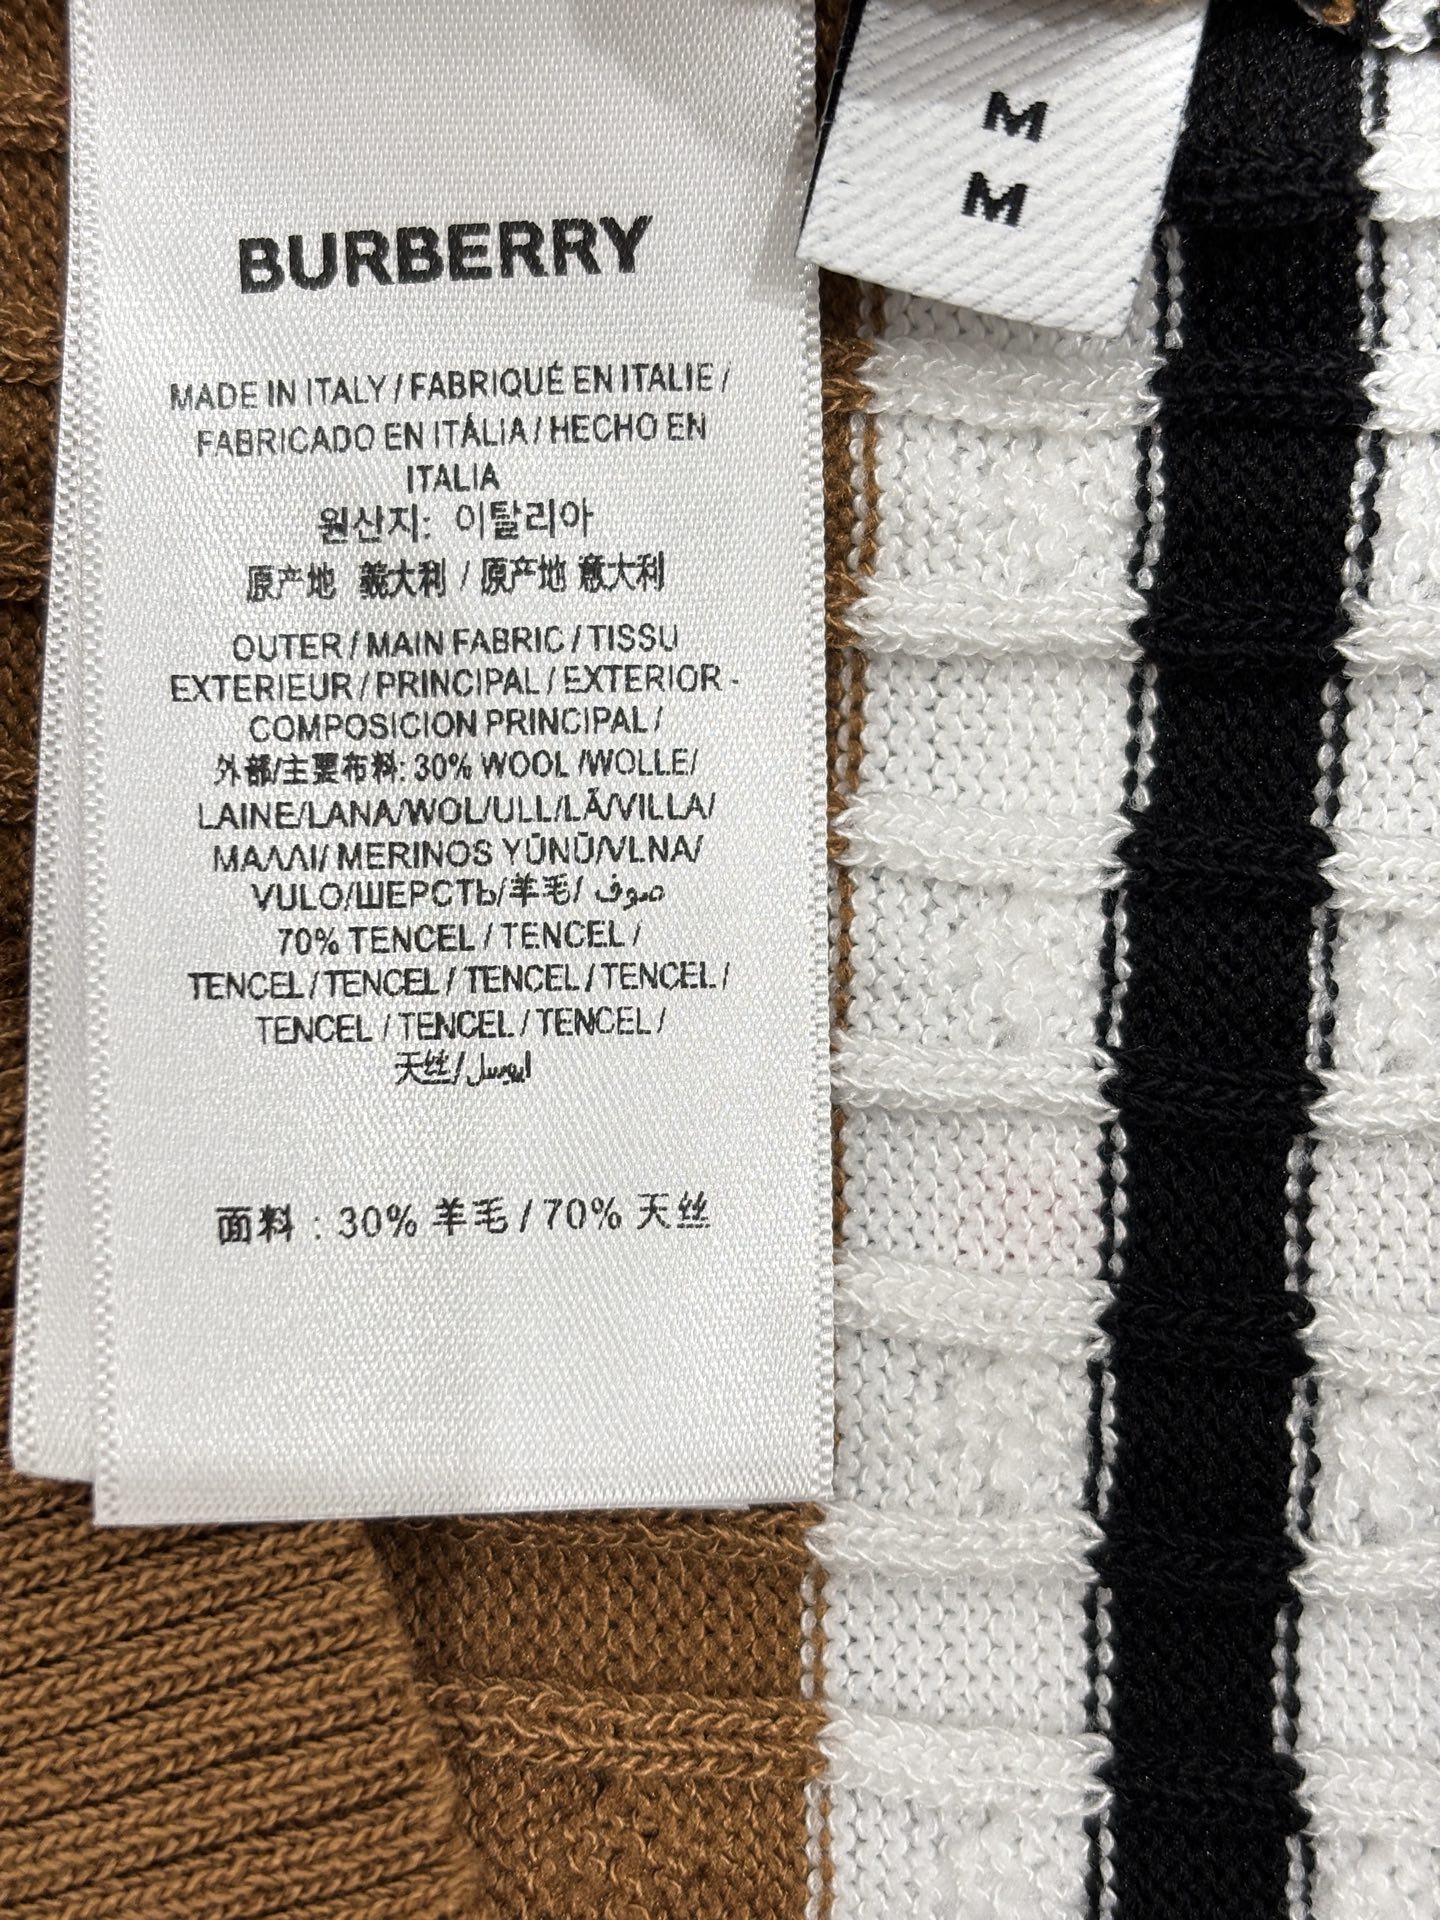 M
M
BURBERRY
MADE IN ITALY / FABRIQUÉ EN ITALIE /
FABRICADO EN ITÁLIA / HECHO EN
ITALIA
원산지: 이탈리아
原产地 義大利 / 原产地 意大利
OUTER / MAIN FABRIC / TISSU
EXTERIEUR / PRINCIPAL / EXTERIOR -
COMPOSICION PRINCIPAL /
外部/主要布料: 30% WOOL /WOLLE/
LAINE/LANA/WOL/ULL/LÃ/VILLA/
ΜΑΛΛΙ/ MERINOS YŪNŪ/VLNA/
VULO/ШЕРСТЬ/羊毛/ صوف
70% TENCEL / TENCEL /
TENCEL / TENCEL / TENCEL / TENCEL /
TENCEL / TENCEL / TENCEL /
天丝/
面料 : 30% 羊毛 / 70% 天丝